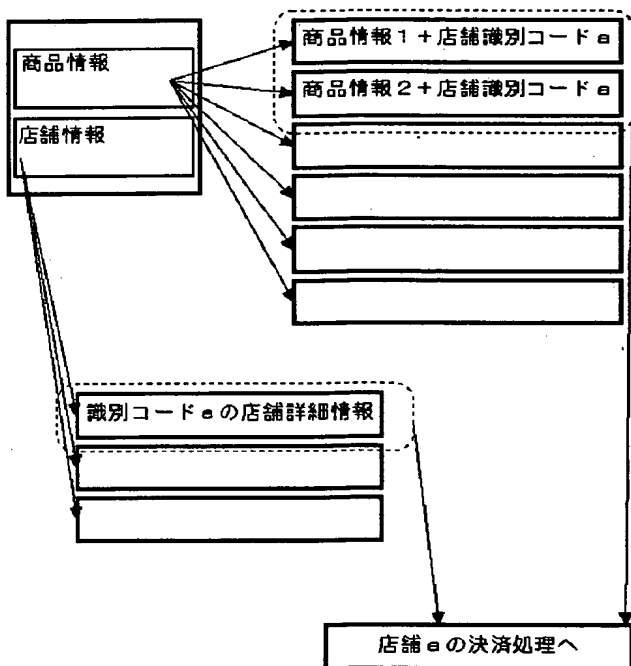 商品情報
店舗情報
商品情報１＋店舗識別コードａ
商品情報２＋店舗識別コードａ
識別コードａの店舗詳細情報
店舗ａの決済処理へ